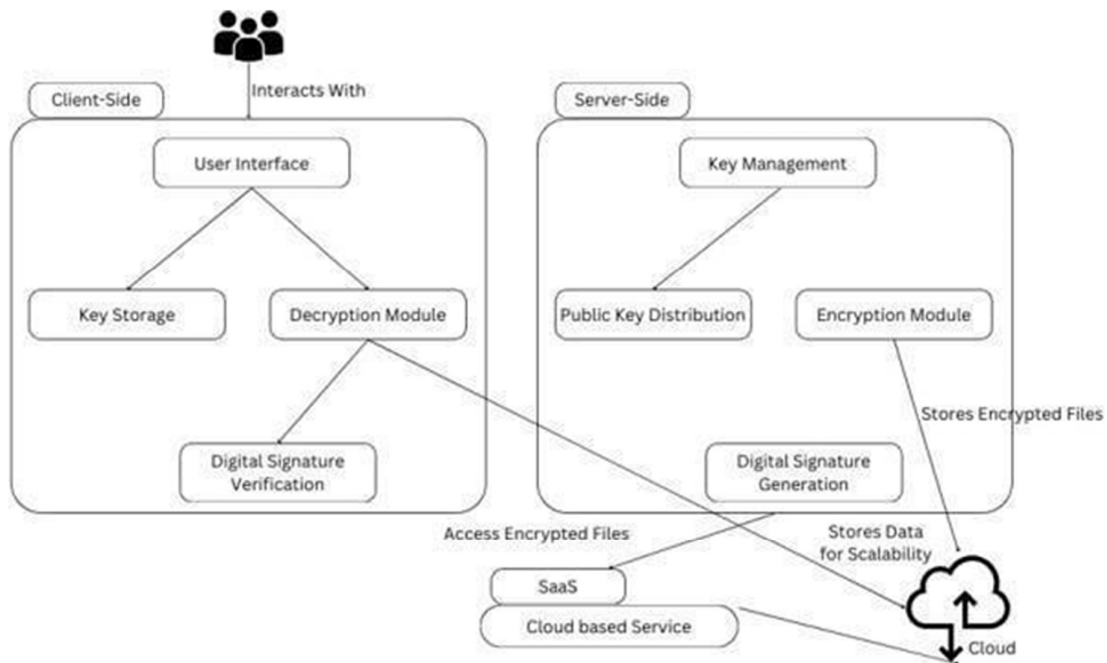 Interacts With
Client-Side
Server-Side
User Interface
Key Management
Key Storage
Decryption Module
Public Key Distribution
Encryption Module
Stores Encrypted Files
Digital Signature
Verification
Digital Signature
Generation
Access Encrypted Files
Stores Data
for Scalability
SaaS
Cloud based Service
Cloud